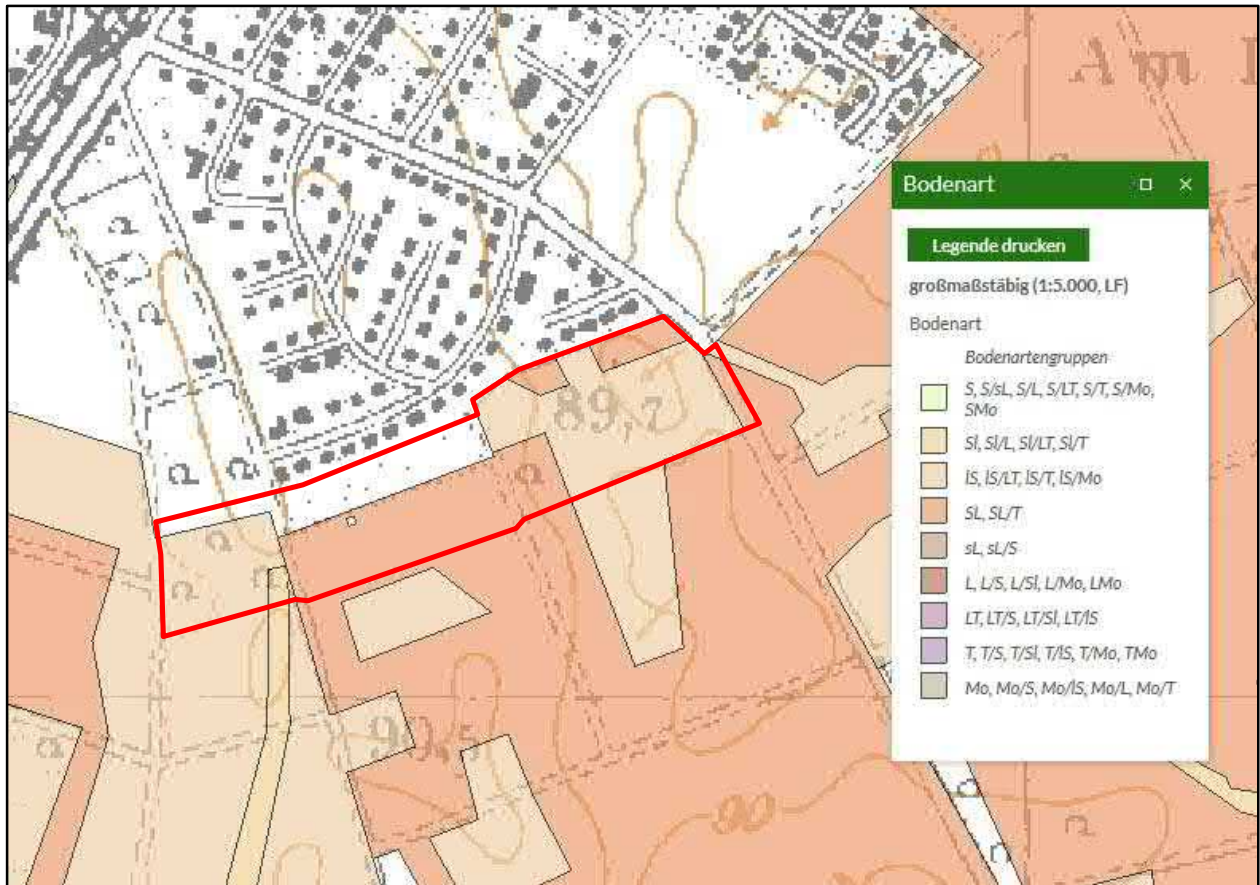 Am
Bodenart
Legende drucken
großmaßstäbig (1:5.000, LF)
Bodenart
Bodenartengruppen
S, S/sL, S/L, S/LT, S/T, S/Mo,
SMo
Sl, Sl/L, Sl/LT, Sl/T
lS, lS/LT, lS/T, lS/Mo
SL, SL/T
sL, sL/S
L, L/S, L/Sl, L/Mo, LMo
LT, LT/S, LT/Sl, LT/lS
T, T/S, T/Sl, T/lS, T/Mo, TMo
Mo, Mo/S, Mo/lS, Mo/L, Mo/T
89,7
90,5
90